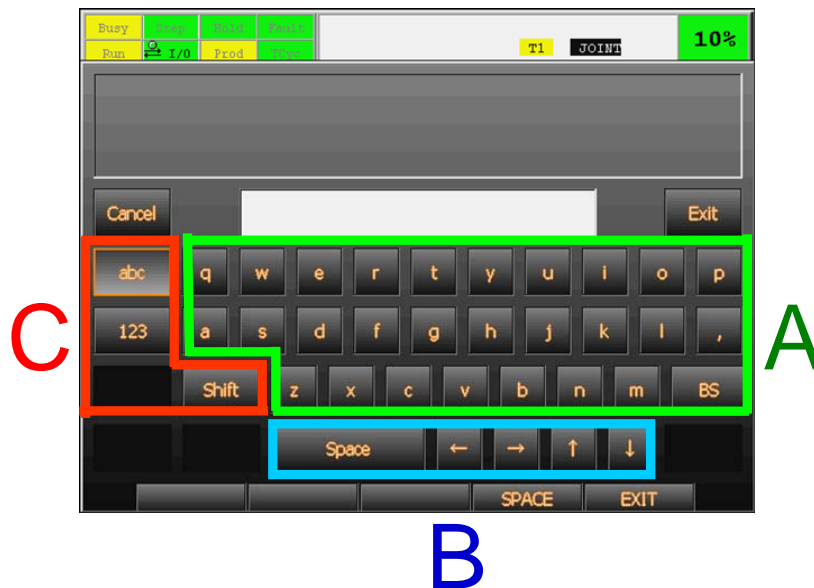 Busy Step Hold Fault
Run I/O Prod TCyc
T1 JOINT
10%
Cancel Exit
abc q w e r t y u i o p
123 a s d f g h j k l ,
Shift z x c v b n m BS
Space ← → ↑ ↓
SPACE EXIT
C
A
B